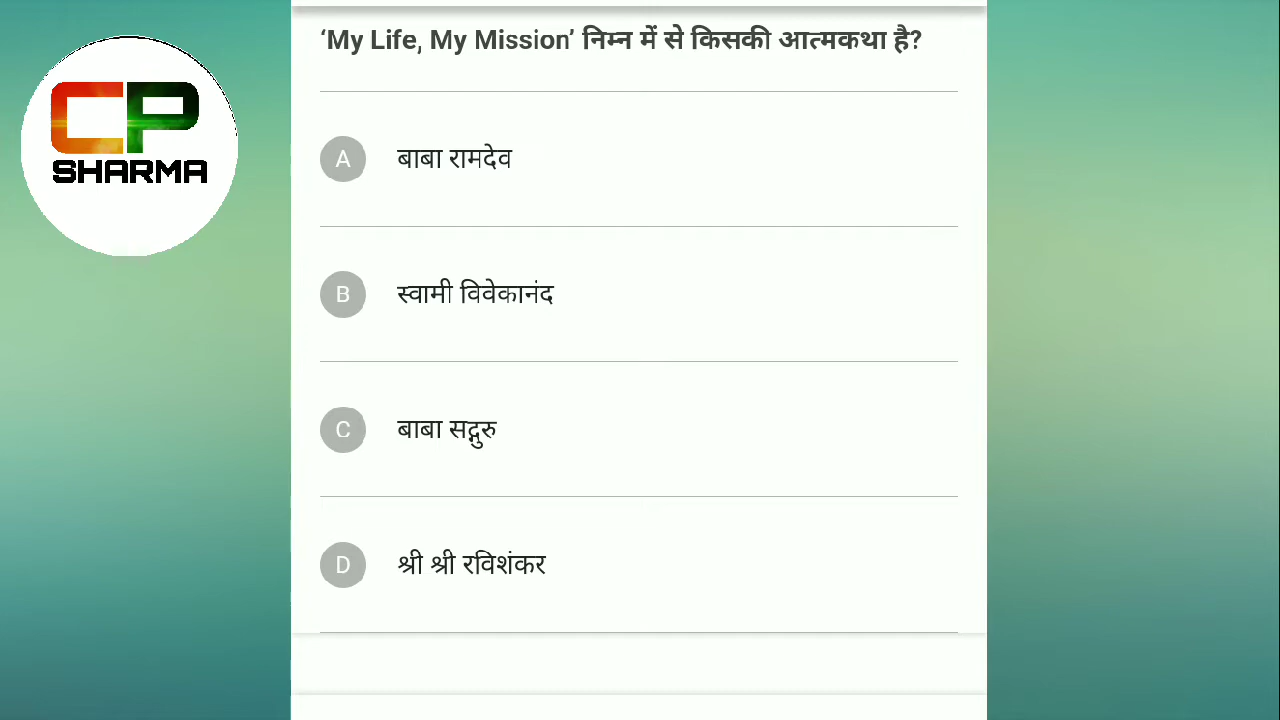 CP
SHARMA
‘My Life, My Mission’ निम्न में से किसकी आत्मकथा है?
A बाबा रामदेव
B स्वामी विवेकानंद
C बाबा सद्गुरु
D श्री श्री रविशंकर